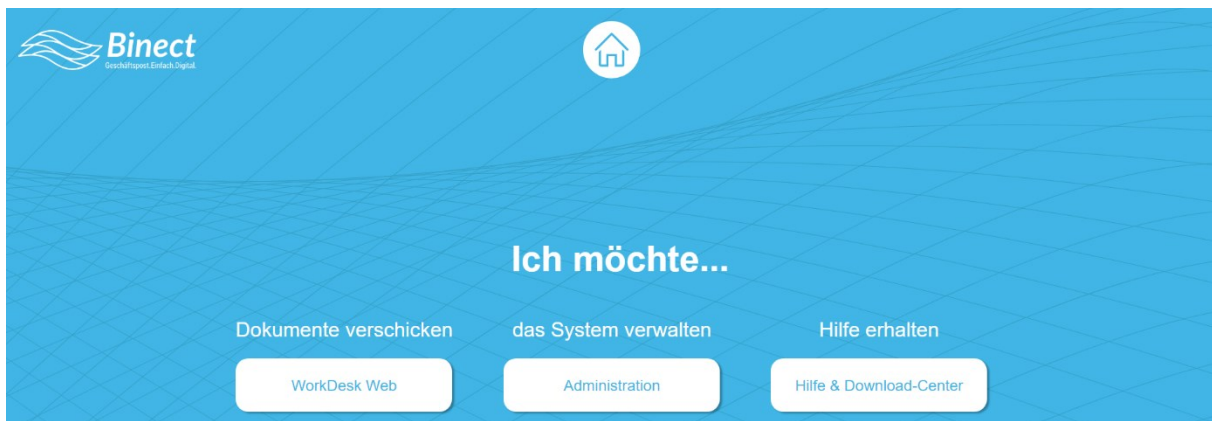 Binect
Geschäftspost.Einfach.Digital.
Ich möchte...
Dokumente verschicken
das System verwalten
Hilfe erhalten
WorkDesk Web
Administration
Hilfe & Download-Center